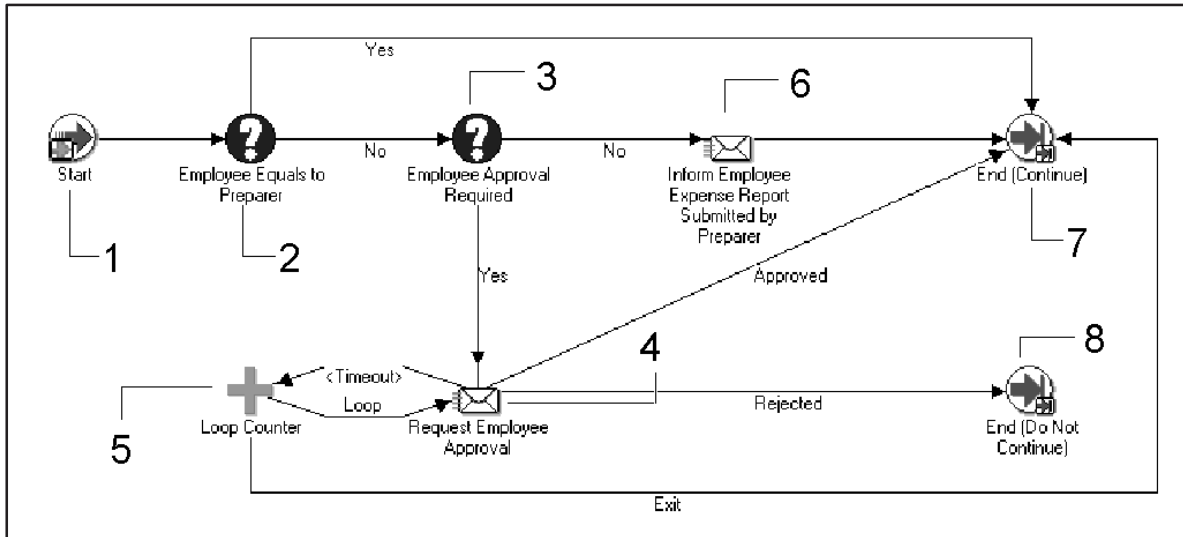 Yes
3
6
Start
No
No
Employee Equals to
Preparer
Employee Approval
Required
Inform Employee
Expense Report
Submitted by
Preparer
End (Continue)
1
2
7
Yes
Approved
4
8
5
<Timeout>
Loop
Loop Counter
Request Employee
Approval
Rejected
End (Do Not
Continue)
Exit